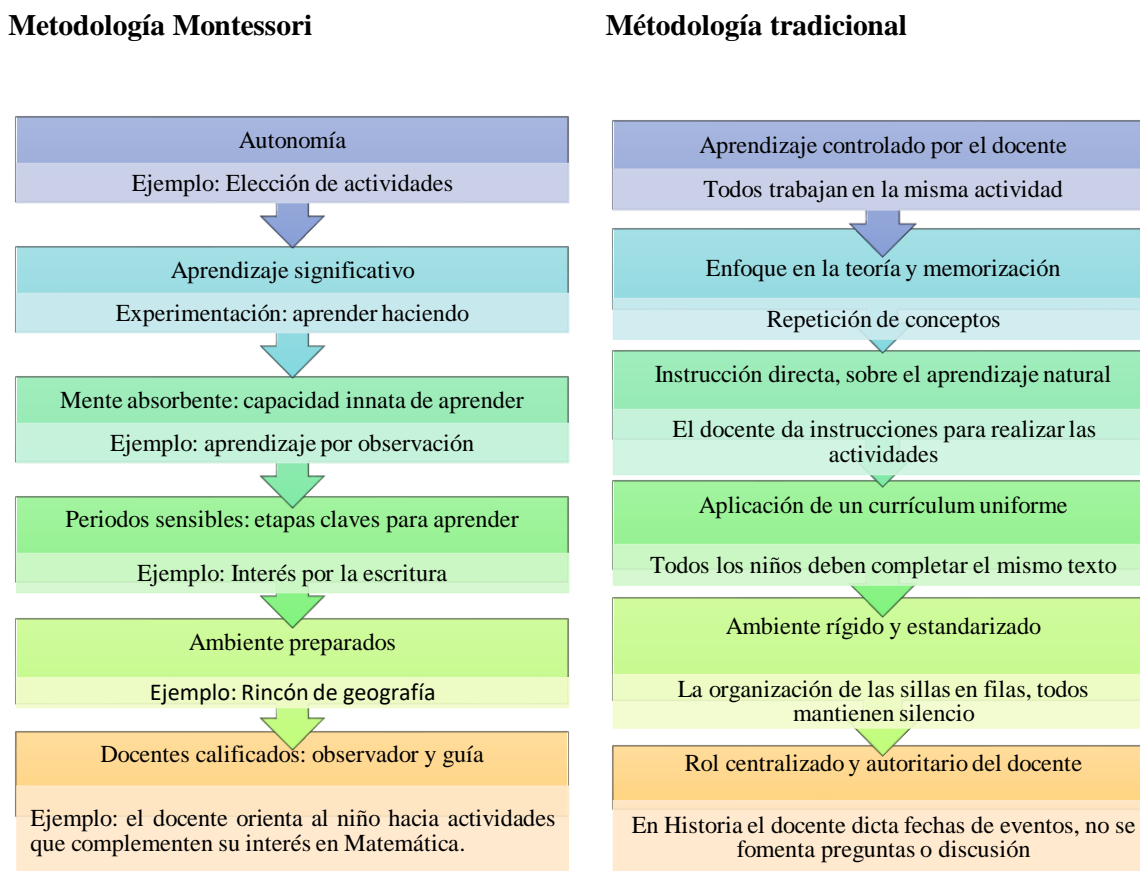 Metodología Montessori
Autonomía
Ejemplo: Elección de actividades
Aprendizaje significativo
Experimentación: aprender haciendo
Mente absorbente: capacidad innata de aprender
Ejemplo: aprendizaje por observación
Periodos sensibles: etapas claves para aprender
Ejemplo: Interés por la escritura
Ambiente preparados
Ejemplo: Rincón de geografía
Docentes calificados: observador y guía
Ejemplo: el docente orienta al niño hacia actividades
que complementen su interés en Matemática.
Métodología tradicional
Aprendizaje controlado por el docente
Todos trabajan en la misma actividad
Enfoque en la teoría y memorización
Repetición de conceptos
Instrucción directa, sobre el aprendizaje natural
El docente da instrucciones para realizar las
actividades
Aplicación de un currículum uniforme
Todos los niños deben completar el mismo texto
Ambiente rígido y estandarizado
La organización de las sillas en filas, todos
mantienen silencio
Rol centralizado y autoritario del docente
En Historia el docente dicta fechas de eventos, no se
fomenta preguntas o discusión